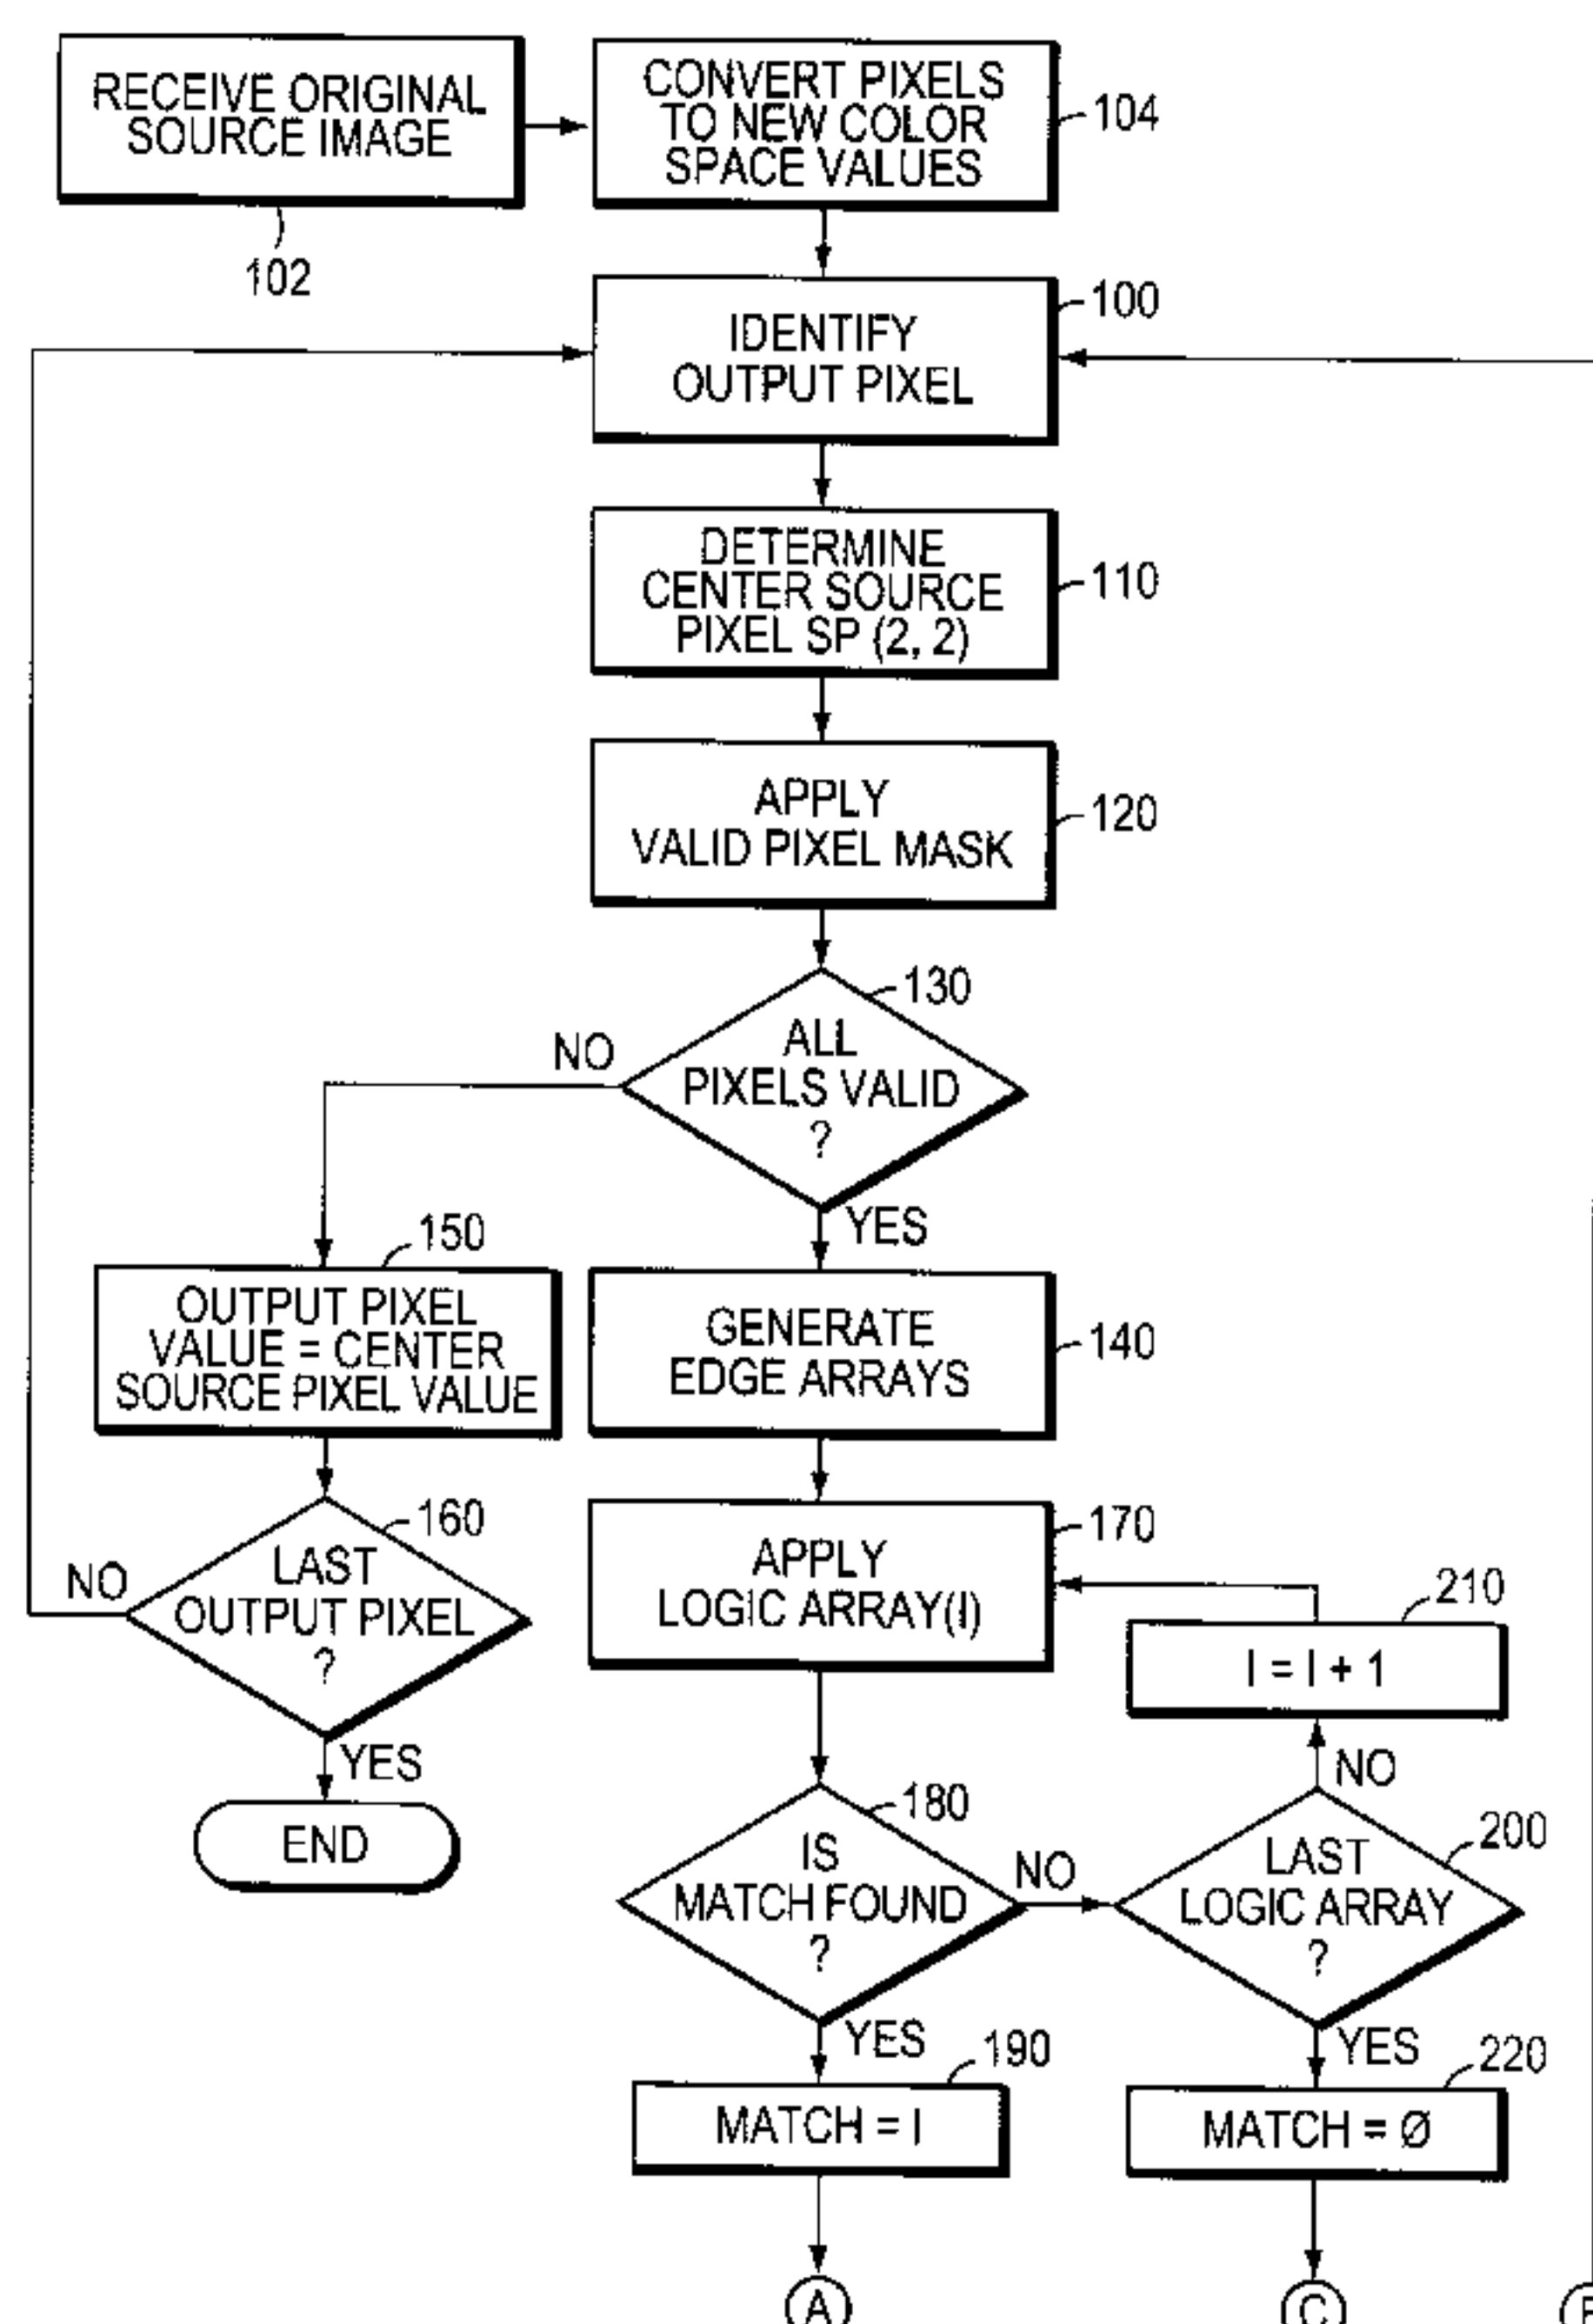 RECEIVE ORIGINAL
SOURCE IMAGE
102
CONVERT PIXELS
TO NEW COLOR
SPACE VALUES
104
IDENTIFY
OUTPUT PIXEL
100
DETERMINE
CENTER SOURCE
PIXEL SP (2, 2)
110
APPLY
VALID PIXEL MASK
120
130
ALL
PIXELS VALID
?
NO
YES
150
OUTPUT PIXEL
VALUE = CENTER
SOURCE PIXEL VALUE
GENERATE
EDGE ARRAYS
140
160
LAST
OUTPUT PIXEL
?
NO
YES
END
APPLY
LOGIC ARRAY(I)
170
210
I = I + 1
NO
180
IS
MATCH FOUND
?
NO
YES
200
LAST
LOGIC ARRAY
?
YES
190
MATCH = I
220
MATCH = Ø
A
C